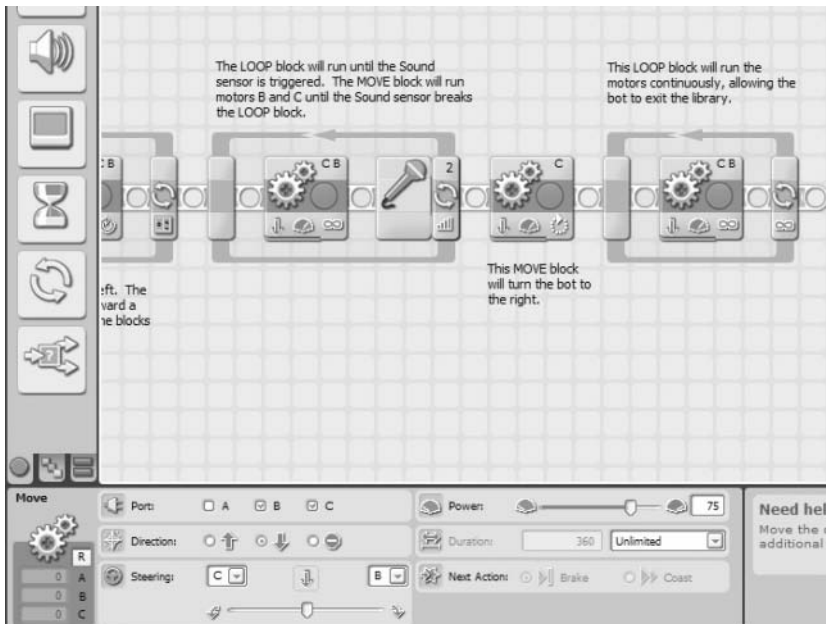 The LOOP block will run until the Sound
sensor is triggered. The MOVE block will run
motors B and C until the Sound sensor breaks
the LOOP block.
This LOOP block will run the
motors continuously, allowing the
bot to exit the library.
C B
C B
2
C
C B
eft. The
ward a
ne blocks
This MOVE block
will turn the bot to
the right.
Move
R
0 A
0 B
0 C
Port: A B C
Direction:
Steering: C B
Power: 75
Duration: 360 Unlimited
Next Action: Brake Coast
Need hel
Move the
additional